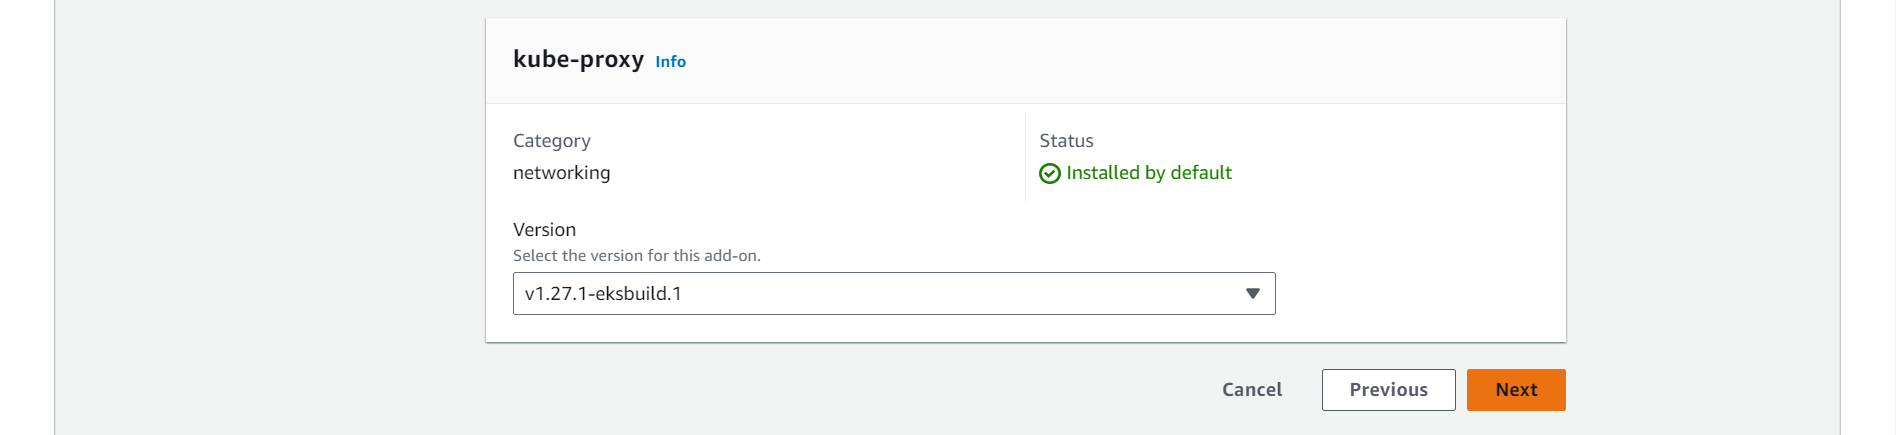 kube-proxy Info
Category
networking
Status
Installed by default
Version
Select the version for this add-on.
v1.27.1-eksbuild.1
Cancel Previous Next